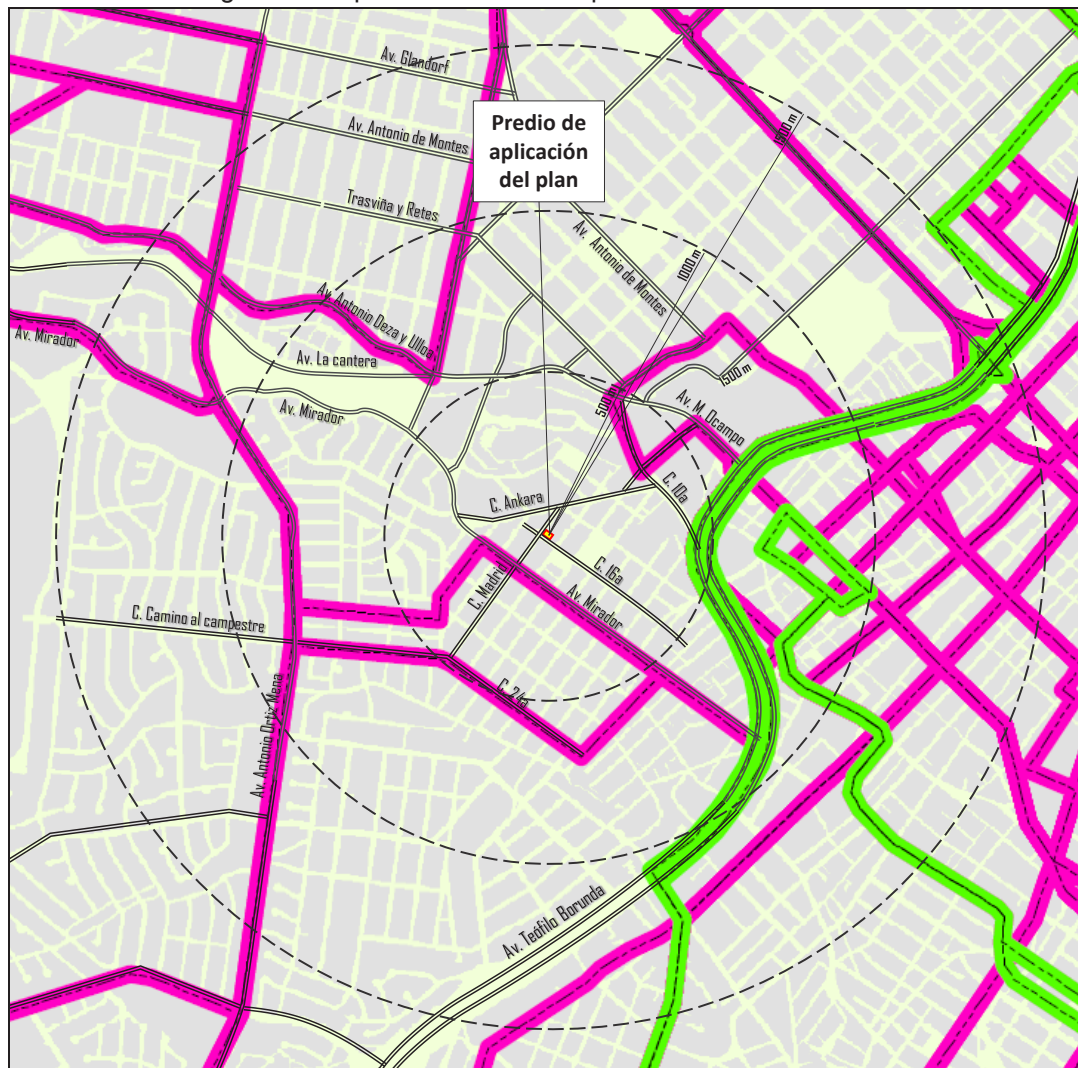 Av. Glandorf
Predio de
aplicación
del plan
1500 m
Av. Antonio de Montes
Trasviña y Retes
Av. Antonio de Montes
1000 m
Av. Antonio Deza y Ulloa
Av. Mirador
Av. La cantera
1500 m
500 m
Av. Mirador
Av. M. Ocampo
C. 10a
C. Ankara
C. Madrid
C. 16a
Av. Mirador
C. Camino al campestre
C. 24a
Av. Antonio Ortiz Mena
Av. Teófilo Borunda